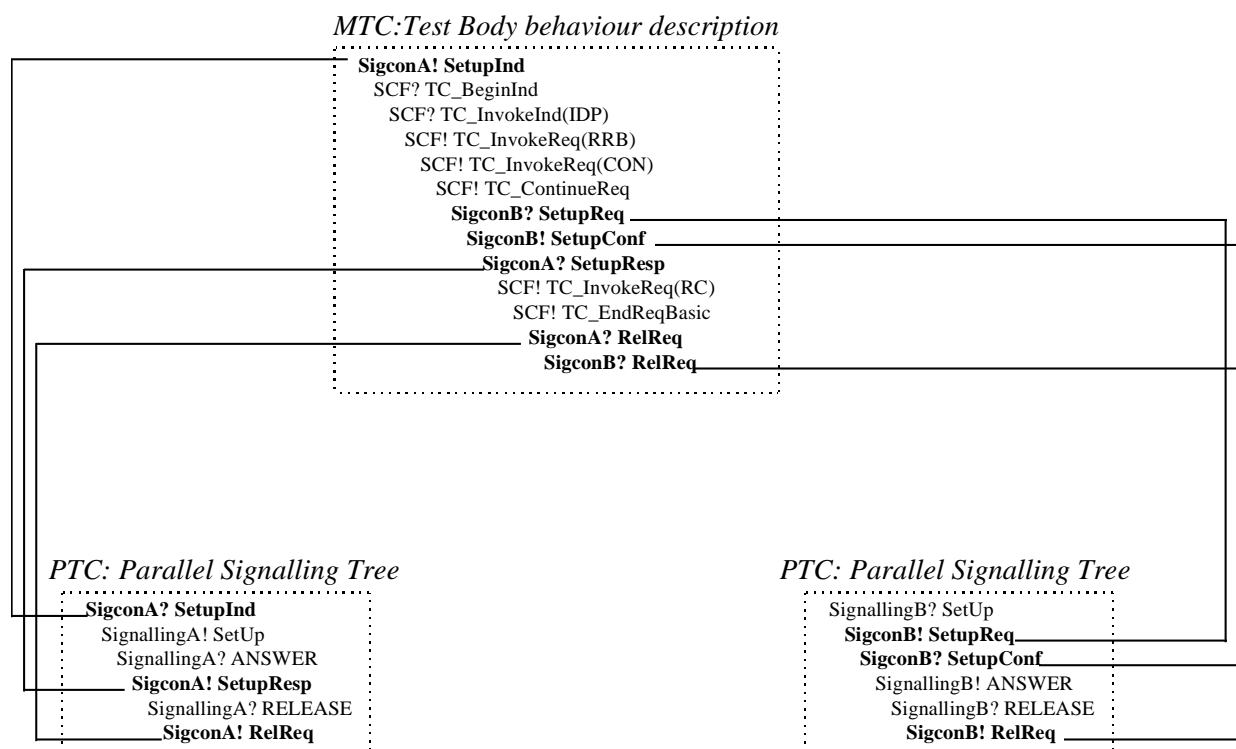 MTC:Test Body behaviour description
SigconA! SetupInd
SCF? TC_BeginInd
SCF? TC_InvokeInd(IDP)
SCF! TC_InvokeReq(RRB)
SCF! TC_InvokeReq(CON)
SCF! TC_ContinueReq
SigconB? SetupReq
SigconB! SetupConf
SigconA? SetupResp
SCF! TC_InvokeReq(RC)
SCF! TC_EndReqBasic
SigconA? RelReq
SigconB? RelReq
PTC: Parallel Signalling Tree
SigconA? SetupInd
SignallingA! SetUp
SignallingA? ANSWER
SigconA! SetupResp
SignallingA? RELEASE
SigconA! RelReq
PTC: Parallel Signalling Tree
SignallingB? SetUp
SigconB! SetupReq
SigconB? SetupConf
SignallingB! ANSWER
SignallingB? RELEASE
SigconB! RelReq